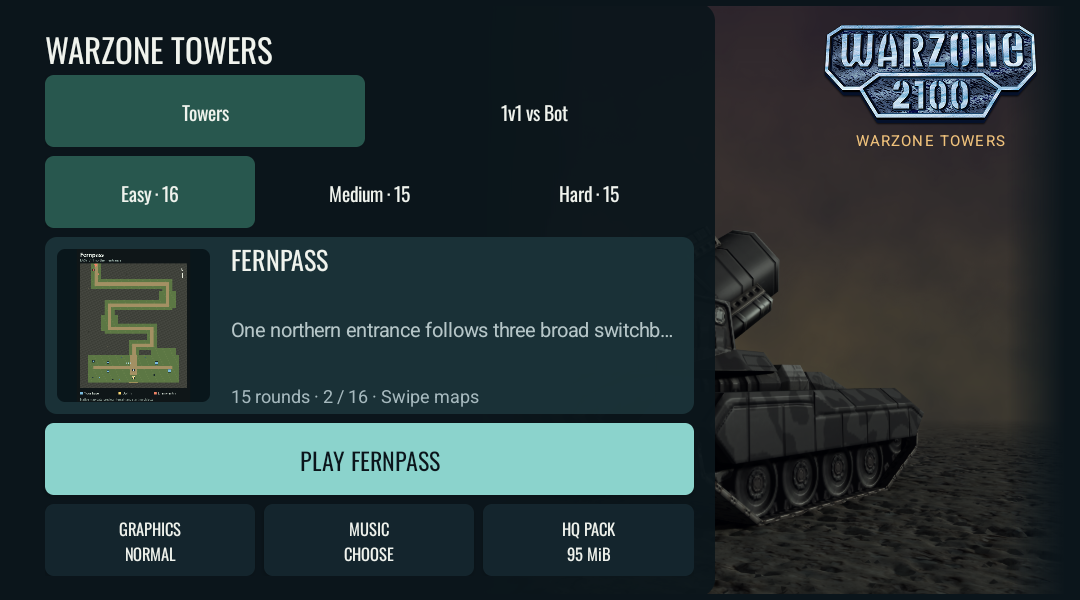 WARZONE TOWERS
Towers
1v1 vs Bot
Easy · 16
Medium · 15
Hard · 15
Fernpass
FERNPASS
One northern entrance follows three broad switchb...
15 rounds · 2 / 16 · Swipe maps
PLAY FERNPASS
GRAPHICS
NORMAL
MUSIC
CHOOSE
HQ PACK
95 MiB
WARZONE
2100
WARZONE TOWERS